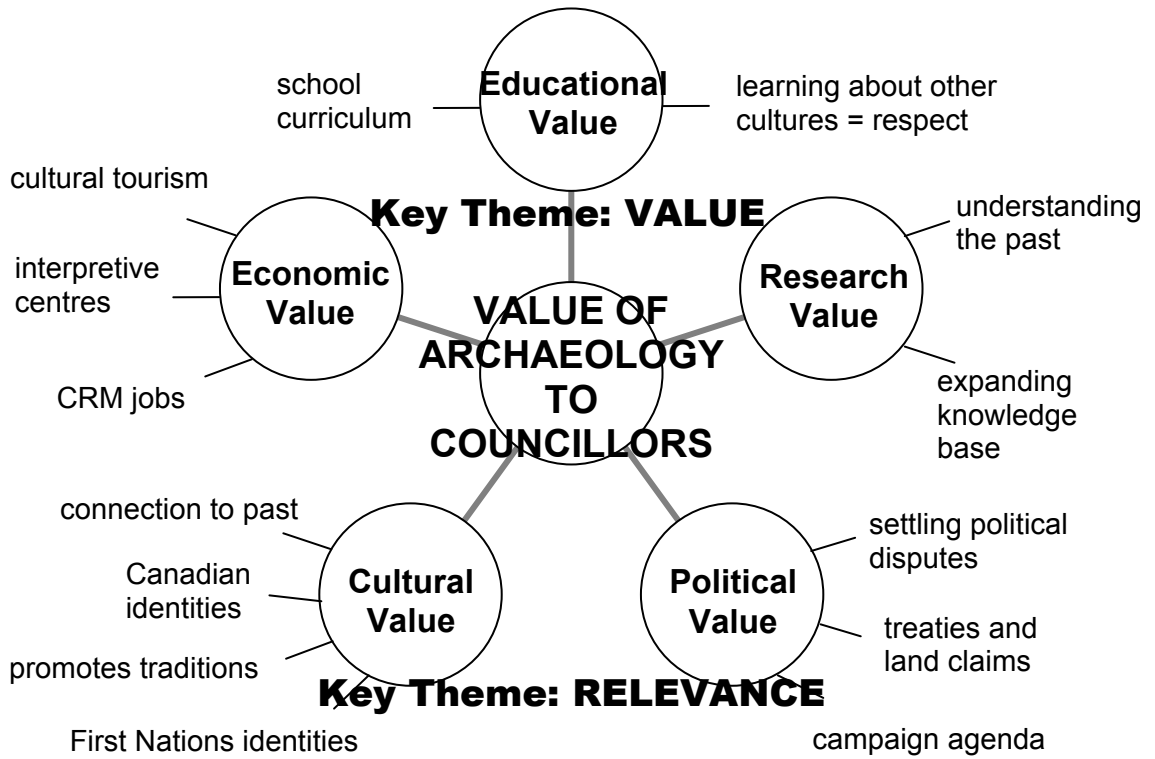 Educational
Value
school
curriculum
learning about other
cultures = respect
Key Theme: VALUE
cultural tourism
interpretive
centres
CRM jobs
Economic
Value
understanding
the past
Research
Value
expanding
knowledge
base
VALUE OF
ARCHAEOLOGY
TO
COUNCILLORS
connection to past
Canadian
identities
promotes traditions
First Nations identities
Cultural
Value
Political
Value
settling political
disputes
treaties and
land claims
campaign agenda
Key Theme: RELEVANCE